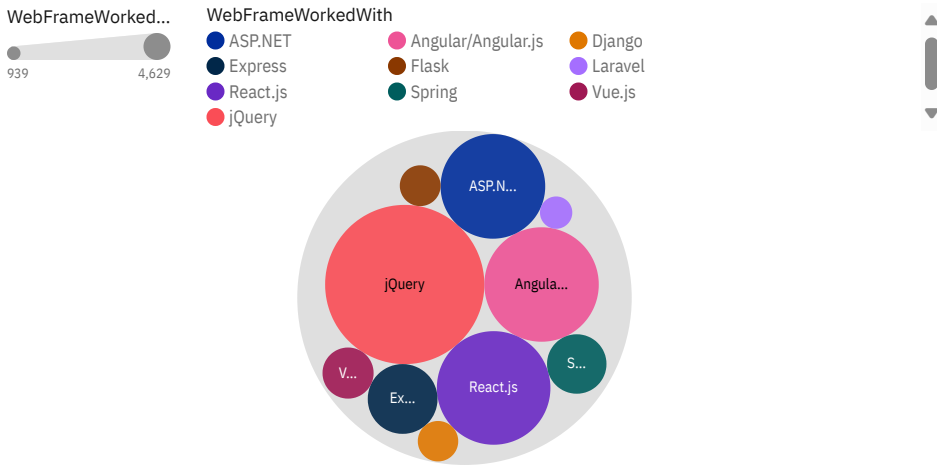 WebFrameWorked...
939
4,629
WebFrameWorkedWith
ASP.NET
Angular/Angular.js
Django
Express
Flask
Laravel
React.js
Spring
Vue.js
jQuery
ASP.N...
jQuery
Angula...
S...
V...
React.js
Ex...